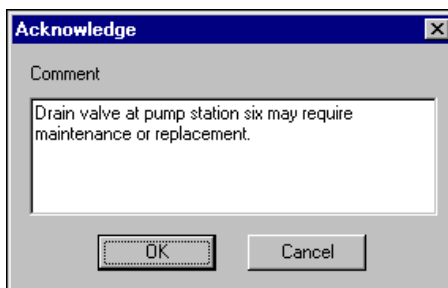 Acknowledge
Comment
Drain valve at pump station six may require
maintenance or replacement.
OK
Cancel